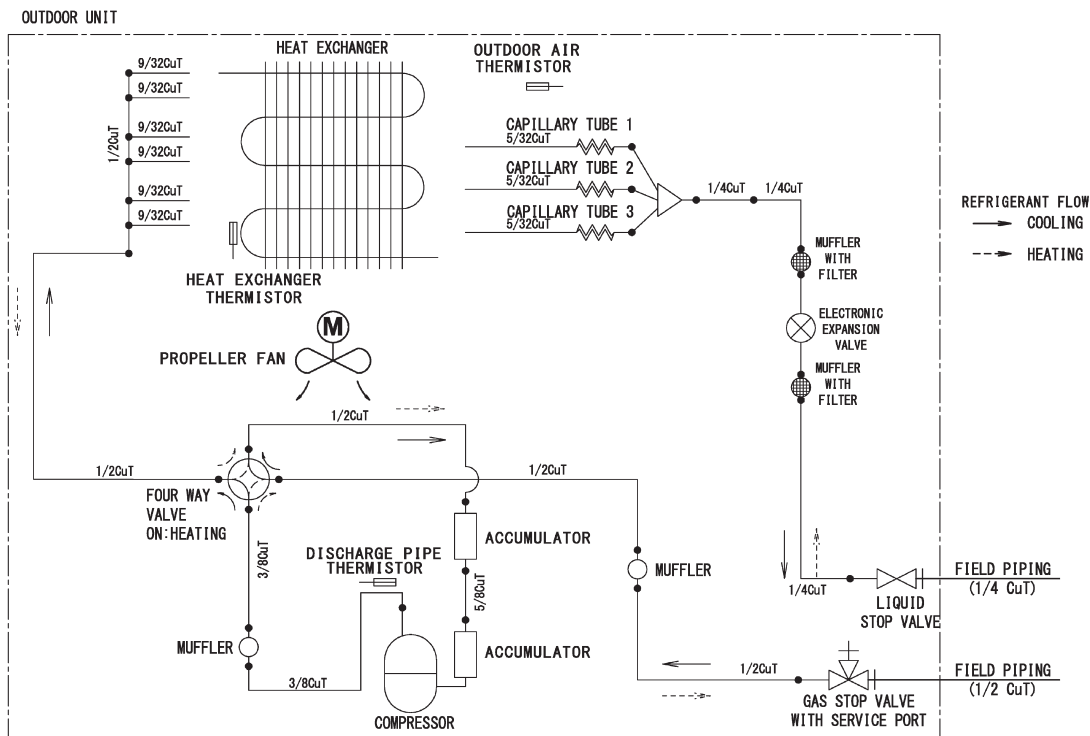 OUTDOOR UNIT
HEAT EXCHANGER
OUTDOOR AIR
THERMISTOR
9/32CuT
9/32CuT
9/32CuT
9/32CuT
9/32CuT
9/32CuT
1/2CuT
CAPILLARY TUBE 1
5/32CuT
CAPILLARY TUBE 2
5/32CuT
CAPILLARY TUBE 3
5/32CuT
1/4CuT
1/4CuT
REFRIGERANT FLOW
COOLING
HEATING
MUFFLER
WITH
FILTER
ELECTRONIC
EXPANSION
VALVE
MUFFLER
WITH
FILTER
HEAT EXCHANGER
THERMISTOR
M
PROPELLER FAN
1/2CuT
1/2CuT
1/2CuT
FOUR WAY
VALVE
ON:HEATING
3/8CuT
DISCHARGE PIPE
THERMISTOR
ACCUMULATOR
5/8CuT
MUFFLER
1/4CuT
LIQUID
STOP VALVE
FIELD PIPING
(1/4 CuT)
MUFFLER
3/8CuT
COMPRESSOR
ACCUMULATOR
1/2CuT
GAS STOP VALVE
WITH SERVICE PORT
FIELD PIPING
(1/2 CuT)